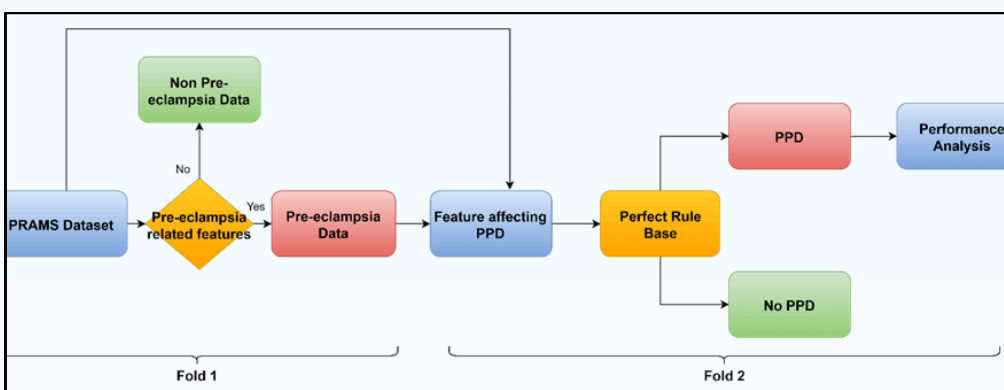 Non Pre-
eclampsia Data
No
PRAMS Dataset
Pre-eclampsia
related features
Yes
Pre-eclampsia
Data
Feature affecting
PPD
Perfect Rule
Base
PPD
Performance
Analysis
No PPD
Fold 1
Fold 2